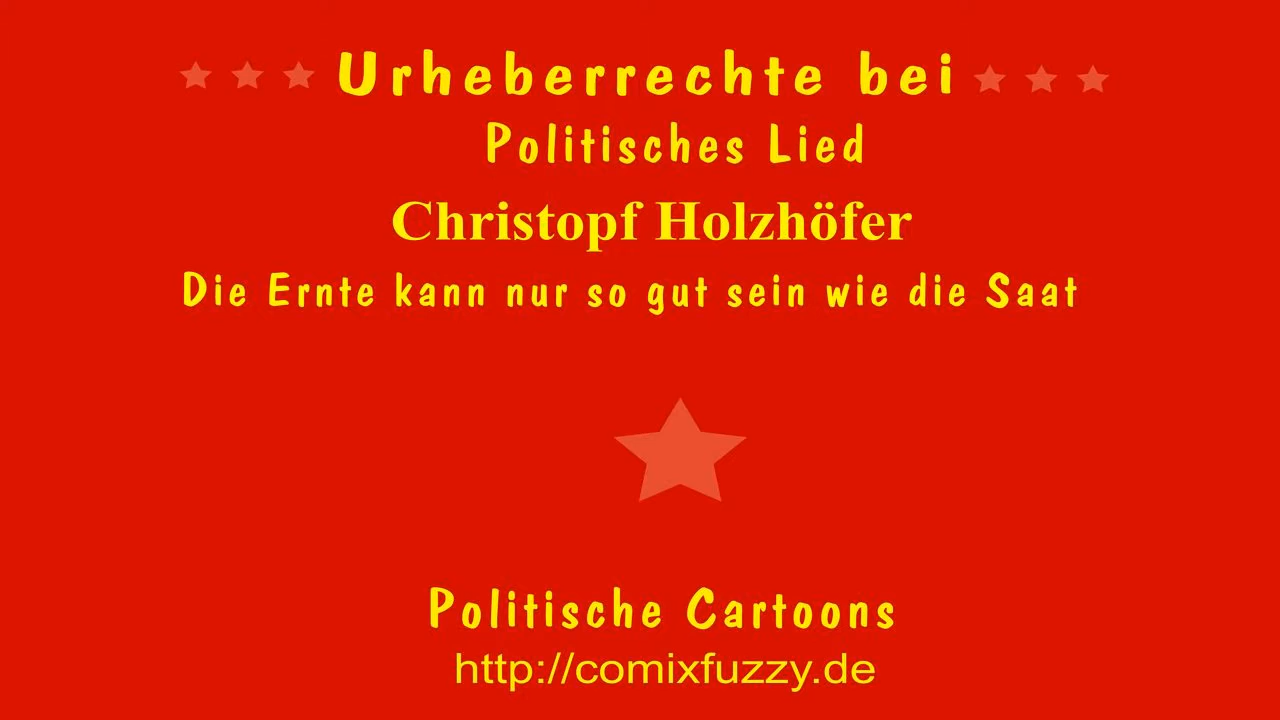 Urheberrechte bei
Politisches Lied
Christopf Holzhöfer
Die Ernte kann nur so gut sein wie die Saat
Politische Cartoons
http://comixfuzzy.de